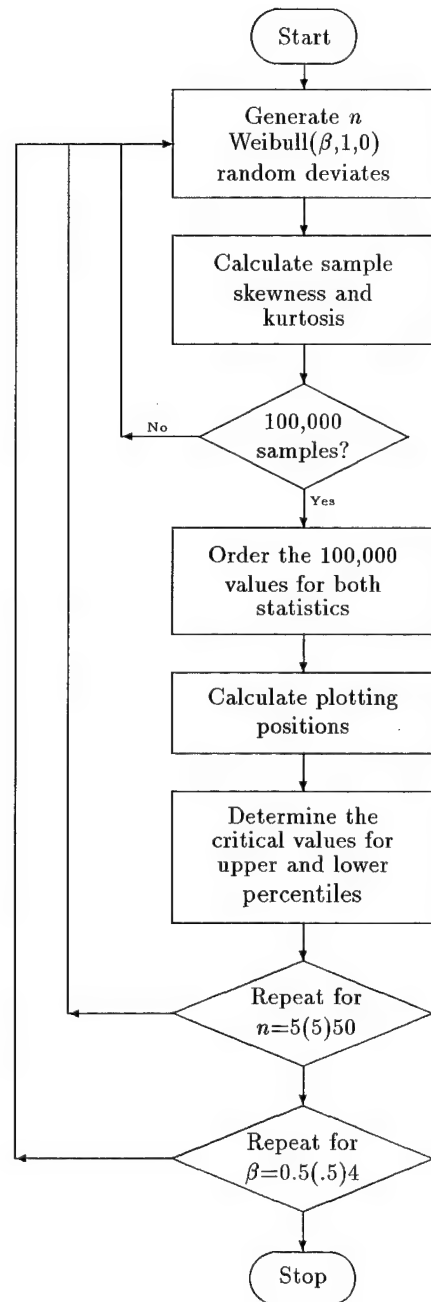 Start
Generate n
Weibull(β,1,0)
random deviates
Calculate sample
skewness and
kurtosis
100,000
samples?
No
Yes
Order the 100,000
values for both
statistics
Calculate plotting
positions
Determine the
critical values for
upper and lower
percentiles
Repeat for
n=5(5)50
Repeat for
β=0.5(.5)4
Stop